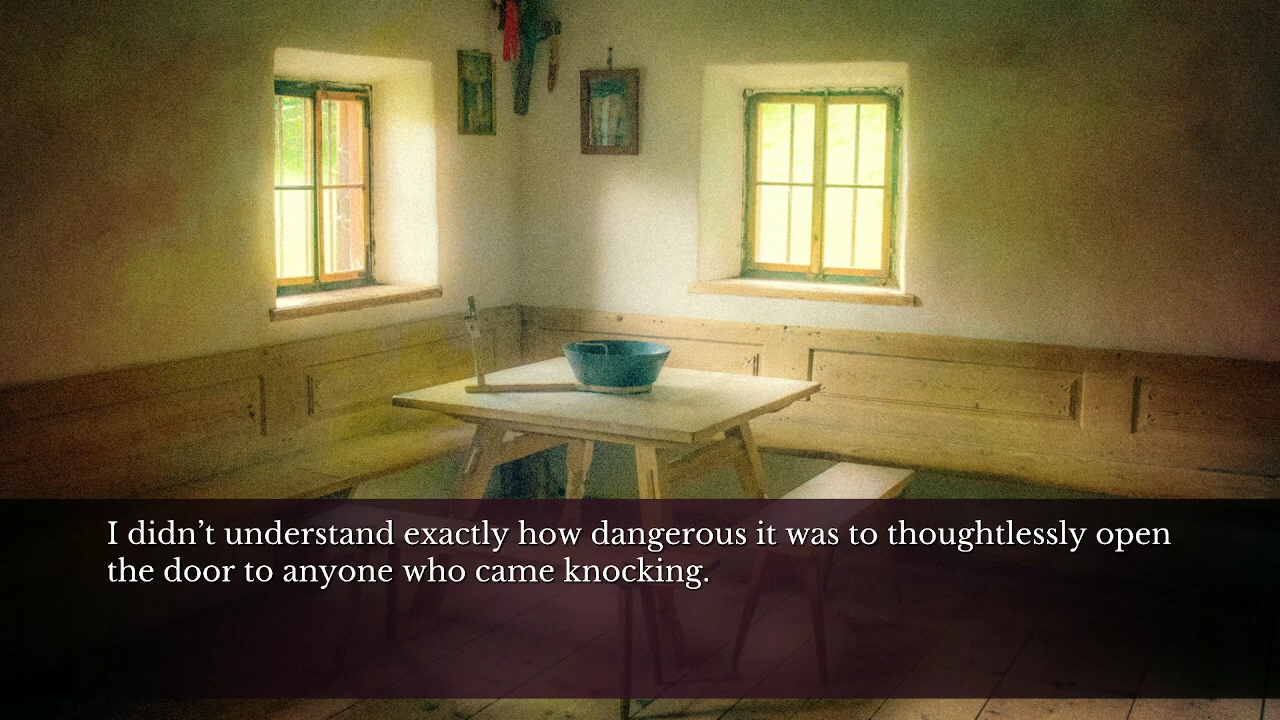 I didn’t understand exactly how dangerous it was to thoughtlessly open
the door to anyone who came knocking.